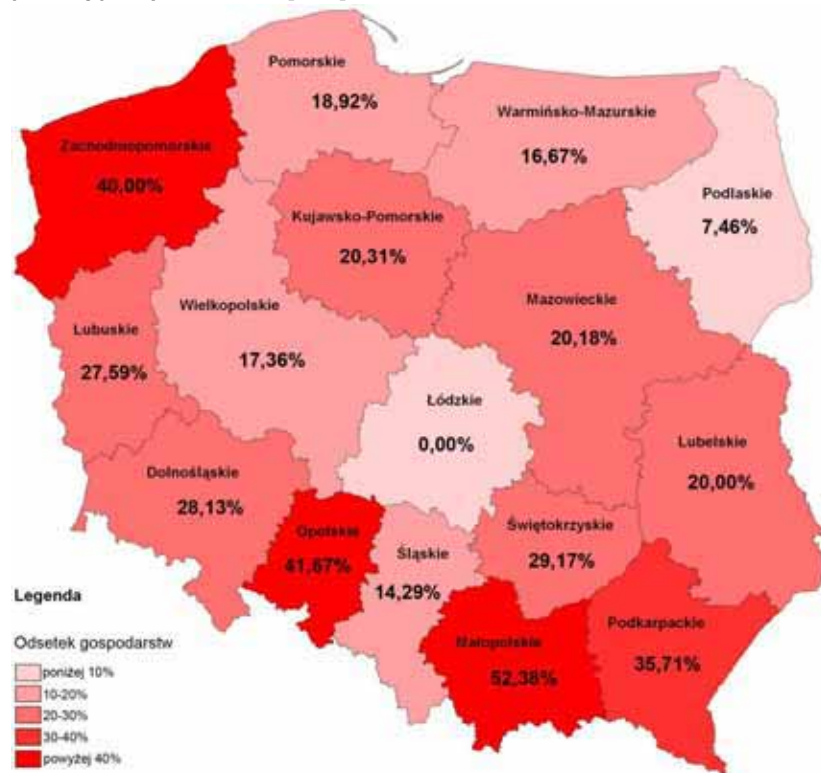 Pomorskie
18,92%
Warmińsko-Mazurskie
16,67%
Zachodniopomorskie
40,00%
Podlaskie
7,46%
Kujawsko-Pomorskie
20,31%
Mazowieckie
20,18%
Wielkopolskie
17,36%
Lubuskie
27,59%
Łódzkie
0,00%
Lubelskie
20,00%
Dolnośląskie
28,13%
Opolskie
41,67%
Śląskie
14,29%
Świętokrzyskie
29,17%
Małopolskie
52,38%
Podkarpackie
35,71%
Legenda
Odsetek gospodarstw
poniżej 10%
10-20%
20-30%
30-40%
powyżej 40%